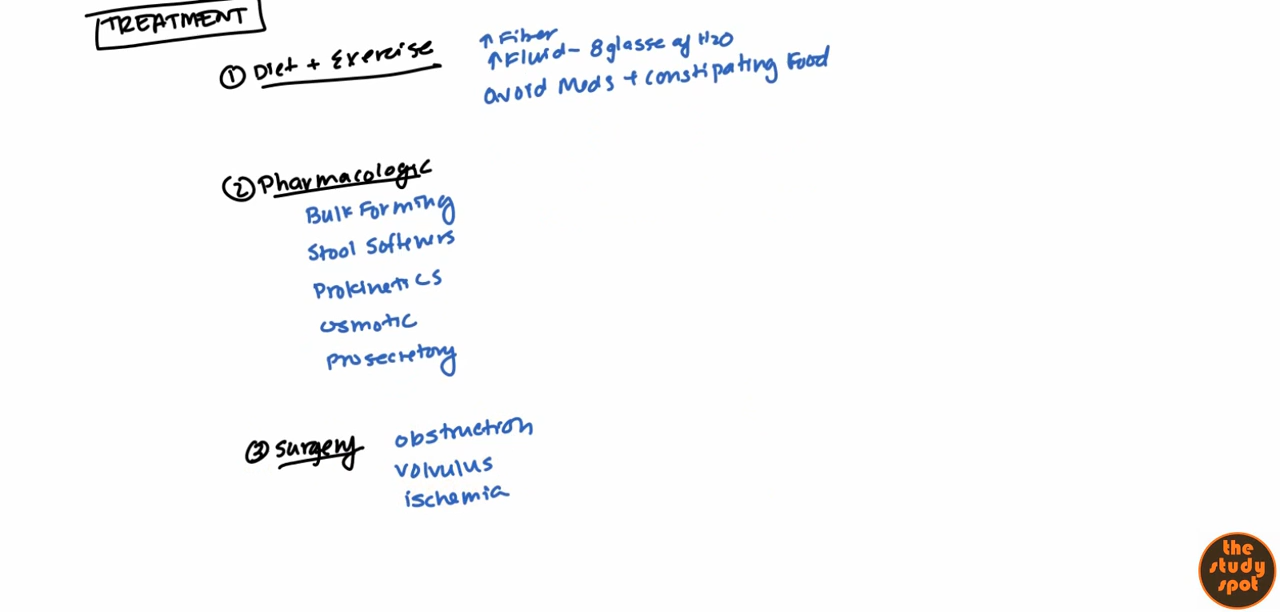 TREATMENT
① Diet + Exercise
↑ Fiber
↑ Fluid - 8 glasse of H2O
avoid Meds + constipating Food
② Pharmacologic
Bulk Forming
Stool Softeners
Prokinetics
osmotic
Prosecretory
③ Surgery
obstruction
volvulus
ischemia
the
study
spot